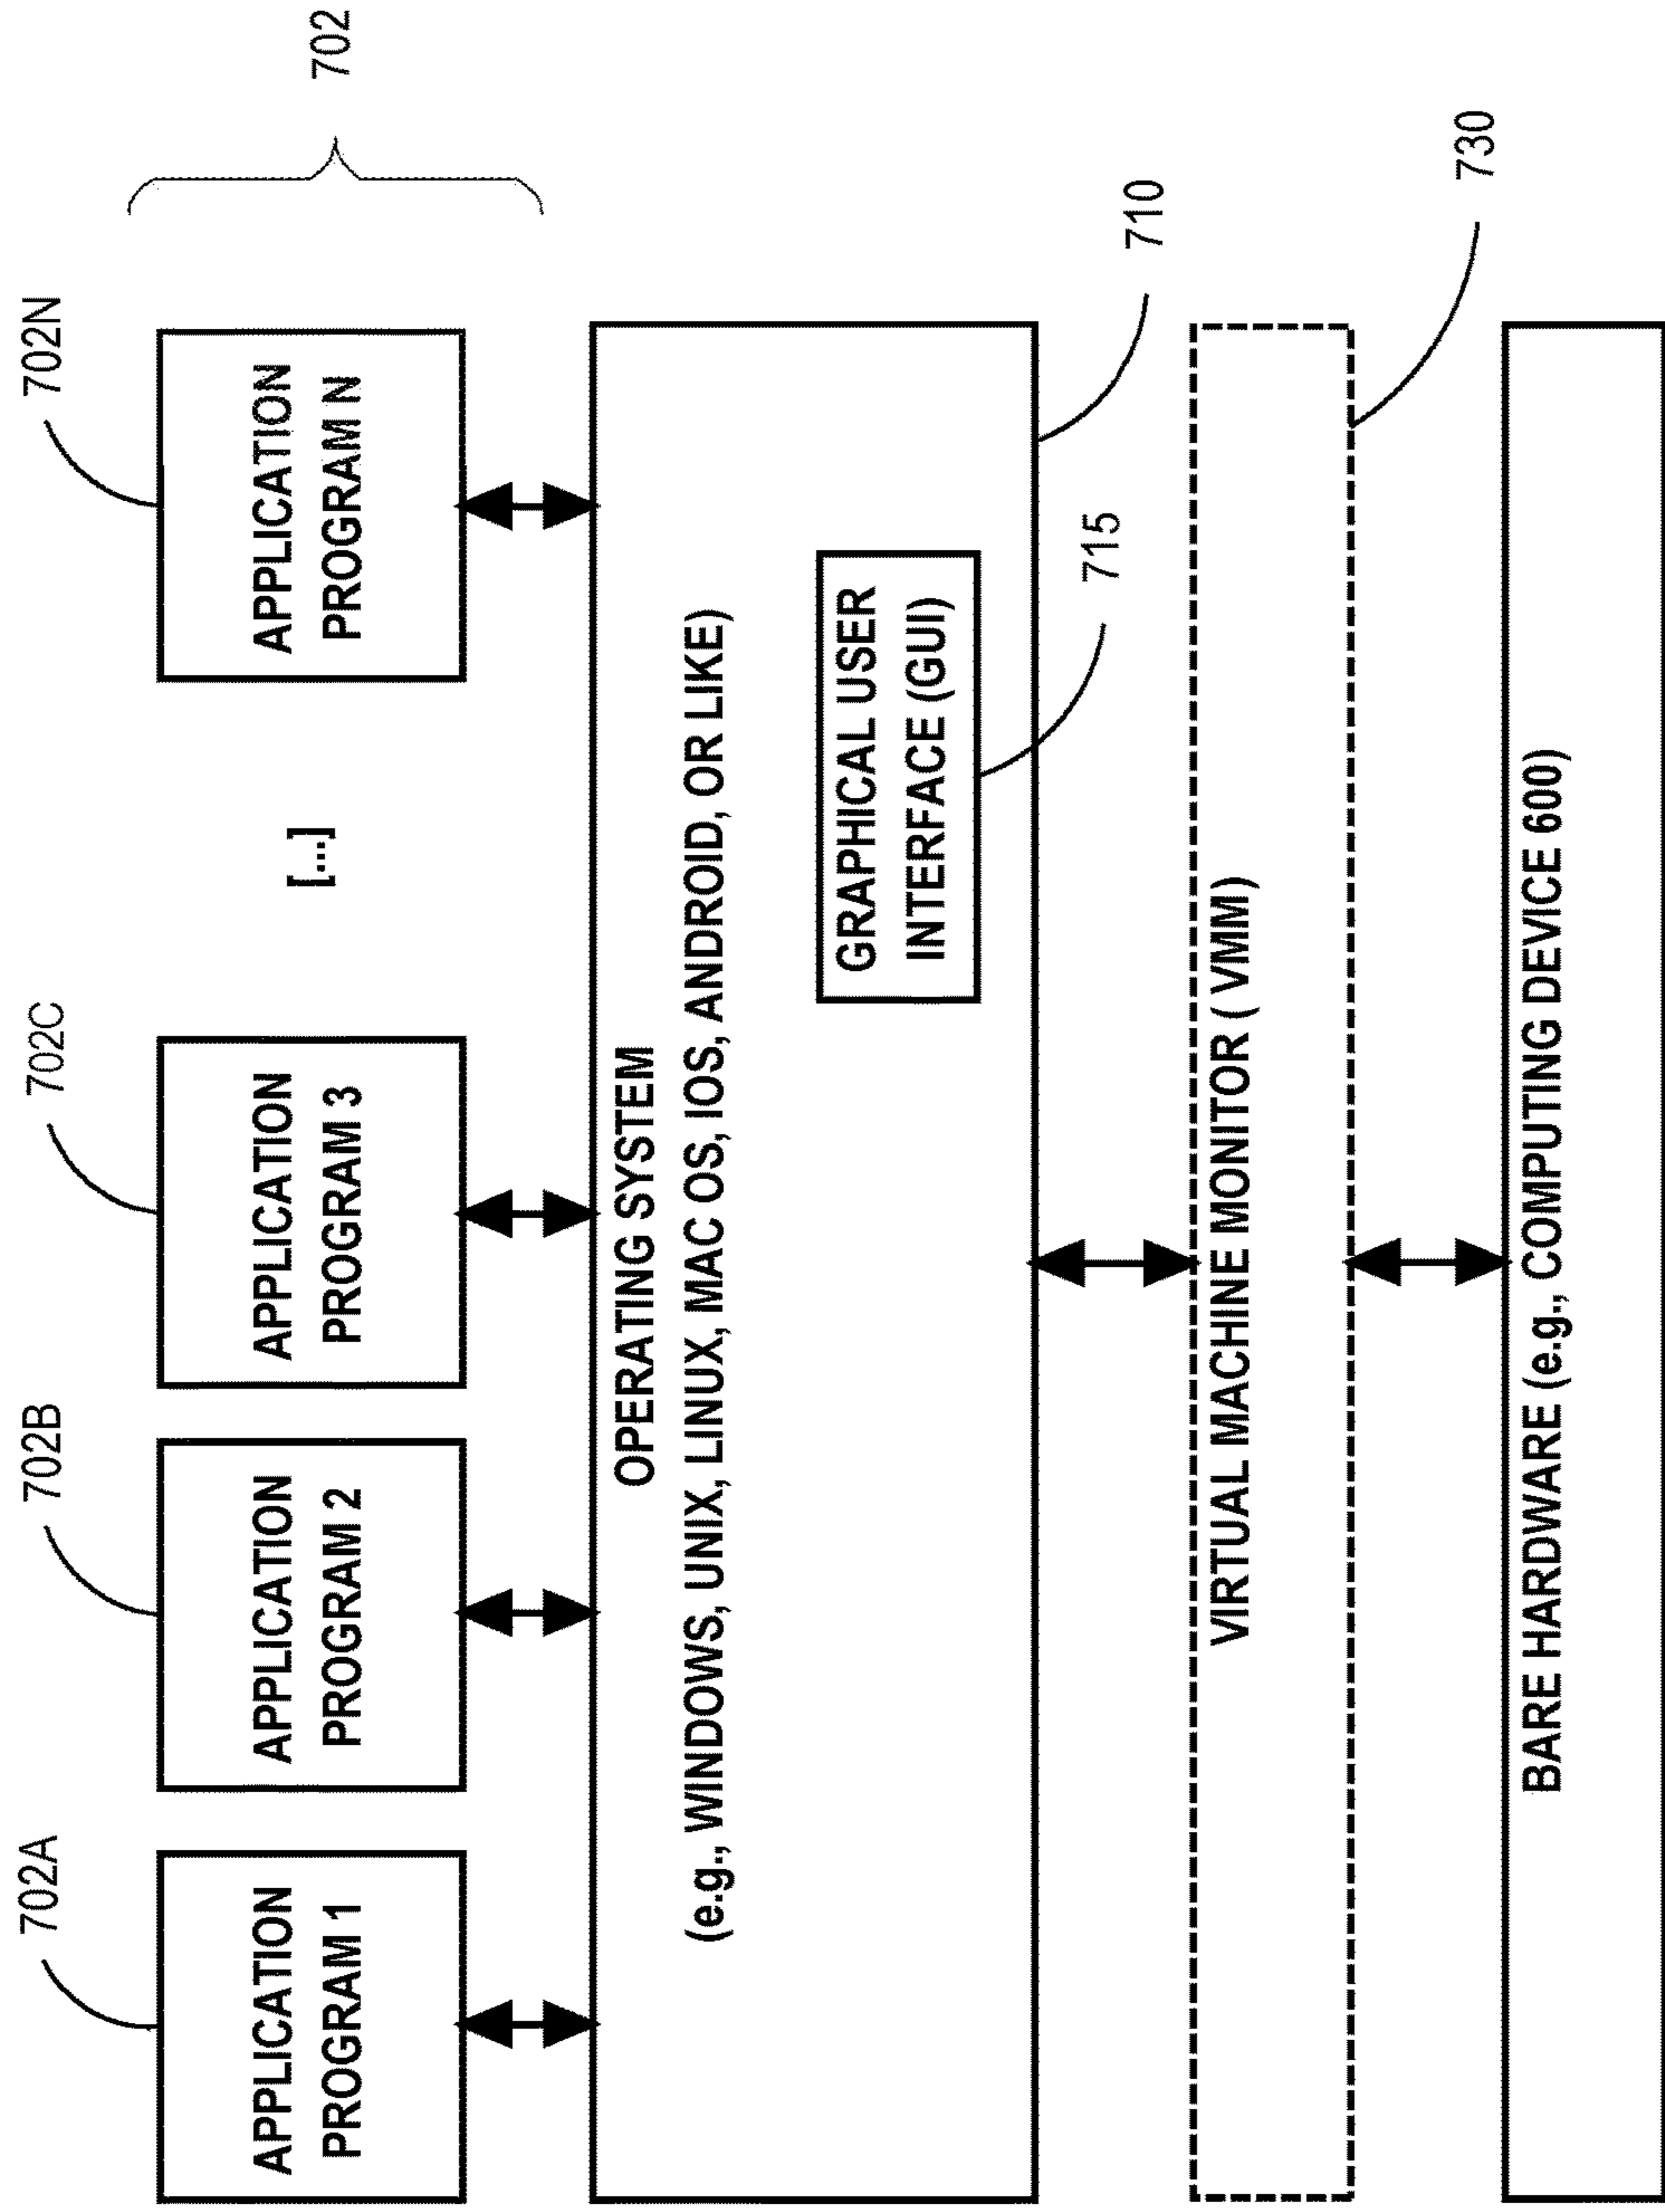 702
702A
702B
702C
702N
APPLICATION
PROGRAM 1
APPLICATION
PROGRAM 2
APPLICATION
PROGRAM 3
[...]
APPLICATION
PROGRAM N
OPERATING SYSTEM
(e.g., WINDOWS, UNIX, LINUX, MAC OS, IOS, ANDROID, OR LIKE)
GRAPHICAL USER
INTERFACE (GUI)
715
710
VIRTUAL MACHINE MONITOR ( VMM)
730
BARE HARDWARE (e.g., COMPUTING DEVICE 600)